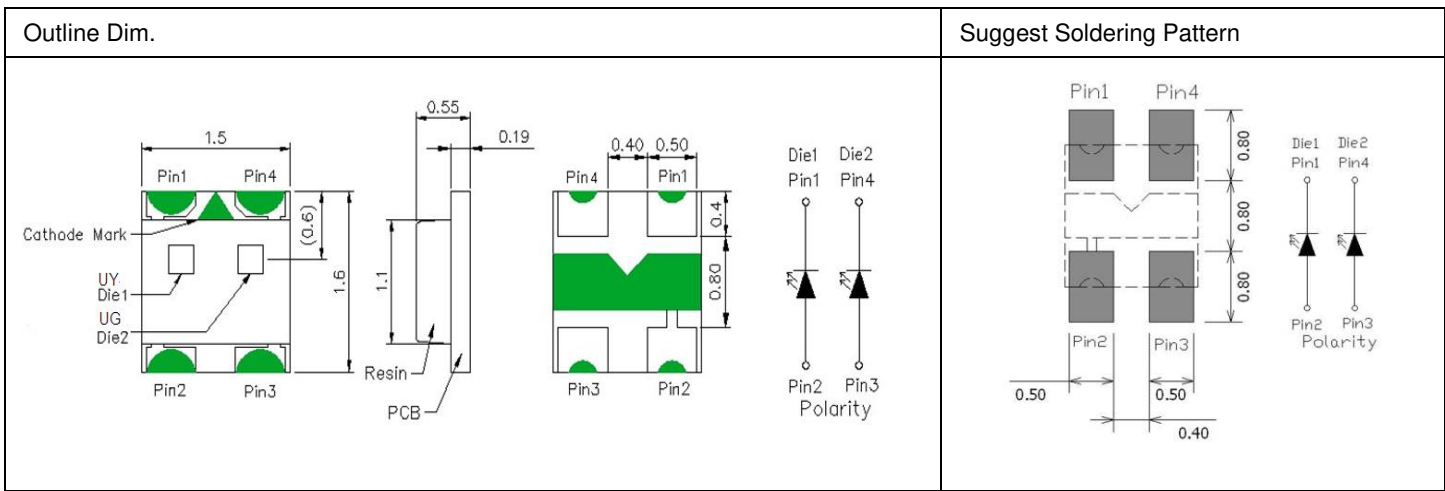 Outline Dim.
Suggest Soldering Pattern
1.5
Pin1 Pin4
Cathode Mark
(0.6)
1.6
UY
Die1
UG
Die2
Pin2 Pin3
0.55
0.19
1.1
Resin
PCB
0.40 0.50
Pin4 Pin1
0.4
0.80
Pin3 Pin2
Die1 Die2
Pin1 Pin4
Pin2 Pin3
Polarity
Pin1 Pin4
0.80
0.80
0.80
Pin2 Pin3
0.50 0.50
0.40
Die1 Die2
Pin1 Pin4
Pin2 Pin3
Polarity